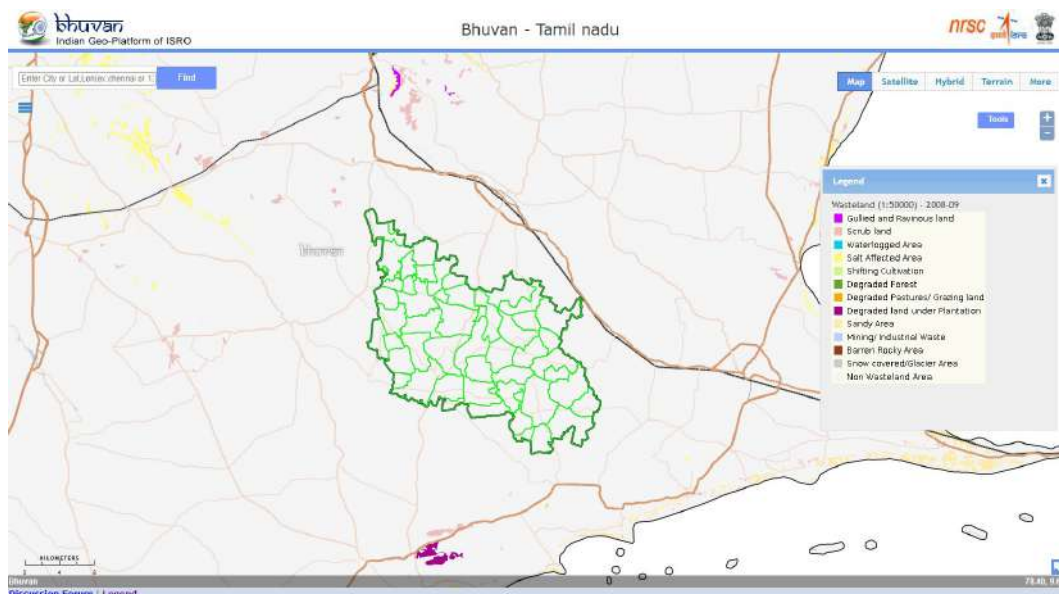 bhuvan
Indian Geo-Platform of ISRO
Bhuvan - Tamil nadu
nrsc
Find
Map Satellite Hybrid Terrain More
Tools
+
-
Legend
Wasteland (1:50000) - 2008-09
Gullied and Ravinous land
Scrub land
Waterlogged Area
Salt Affected Area
Shifting Cultivation
Degraded Forest
Degraded Pastures/ Grazing land
Degraded land under Plantation
Sandy Area
Mining/ Industrial Waste
Barren Rocky Area
Snow covered/Glacier Area
Non Wasteland Area
bhuvan
KILOMETERS
bhuvan
Discussion Forum / Legend